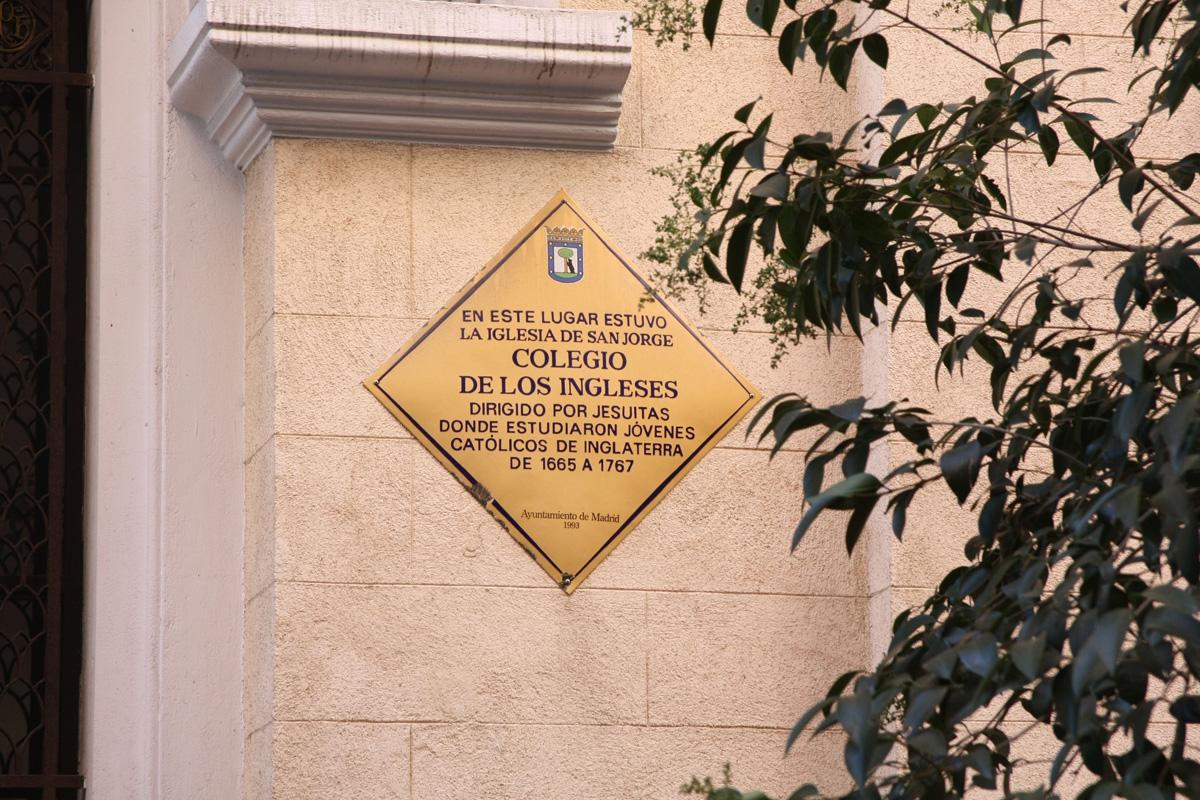 EN ESTE LUGAR ESTUVO
LA IGLESIA DE SAN JORGE
COLEGIO
DE LOS INGLESES
DIRIGIDO POR JESUITAS
DONDE ESTUDIARON JÓVENES
CATÓLICOS DE INGLATERRA
DE 1665 A 1767
Ayuntamiento de Madrid
1993